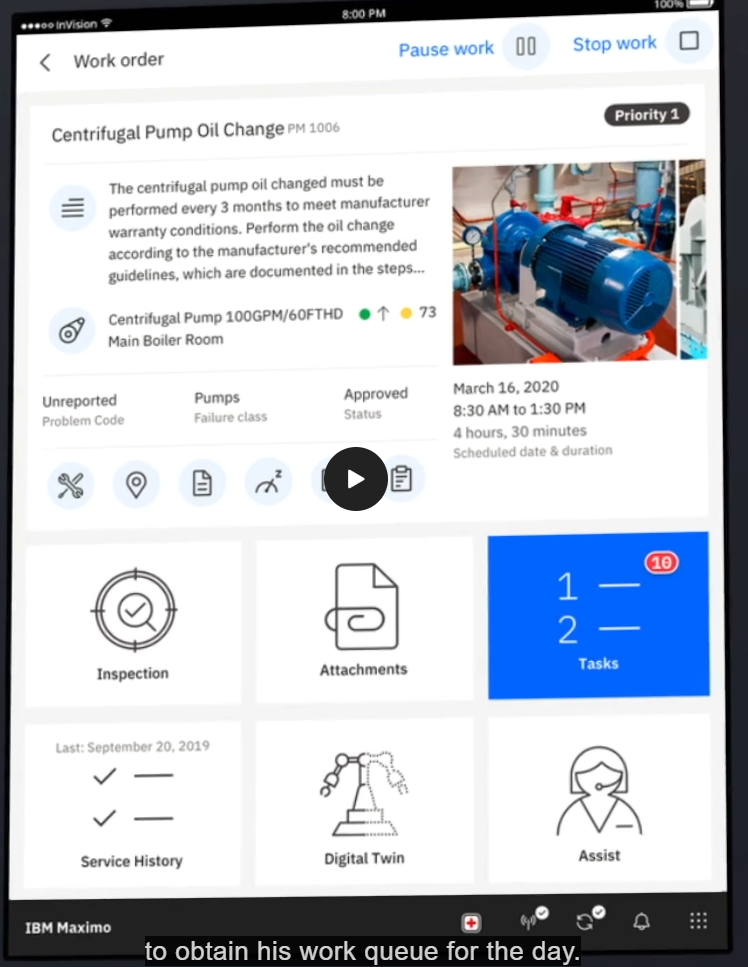 InVision
8:00 PM
100%
Work order
Pause work
Stop work
Centrifugal Pump Oil Change PM 1006
Priority 1
The centrifugal pump oil changed must be
performed every 3 months to meet manufacturer
warranty conditions. Perform the oil change
according to the manufacturer's recommended
guidelines, which are documented in the steps...
Centrifugal Pump 100GPM/60FTHD ↑ 73
Main Boiler Room
Unreported
Problem Code
Pumps
Failure class
Approved
Status
March 16, 2020
8:30 AM to 1:30 PM
4 hours, 30 minutes
Scheduled date & duration
z
Inspection
Attachments
10
1
2
Tasks
Last: September 20, 2019
Service History
Digital Twin
Assist
IBM Maximo
to obtain his work queue for the day.